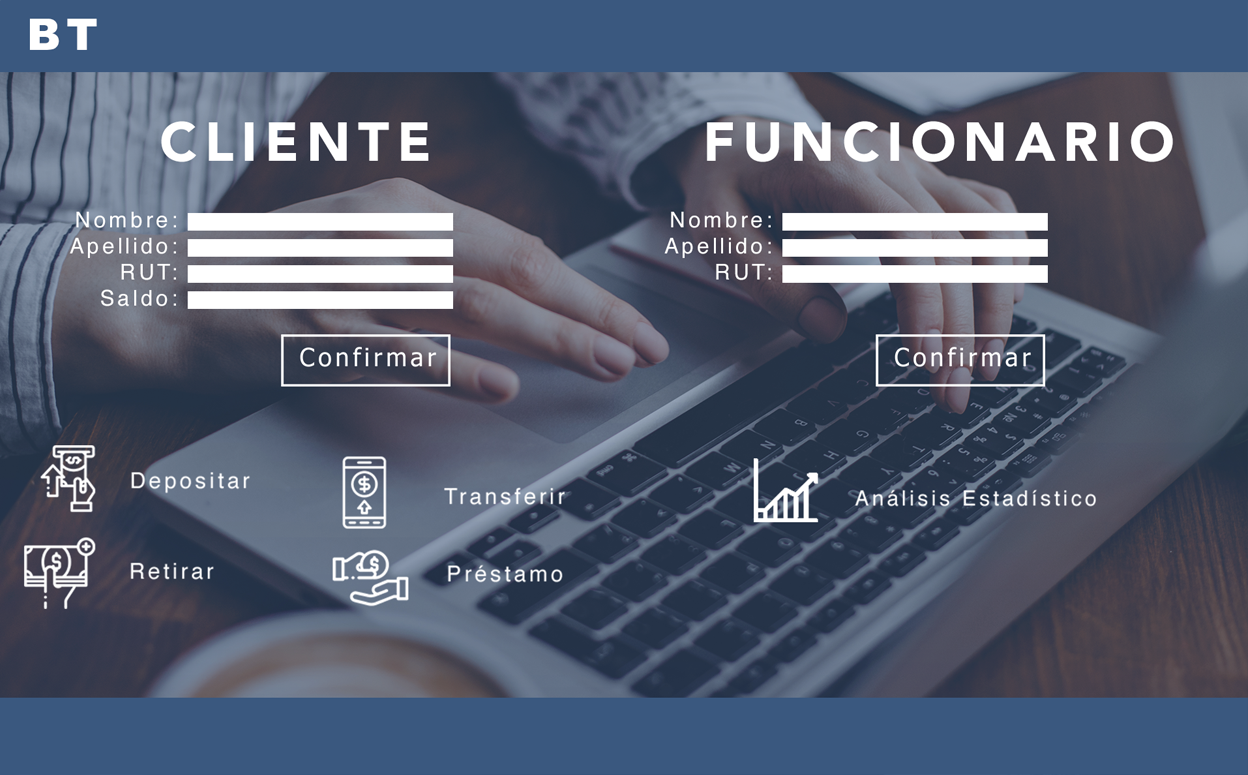 BT
CLIENTE
Nombre:
Apellido:
RUT:
Saldo:
Confirmar
Depositar
Transferir
Retirar
Préstamo
FUNCIONARIO
Nombre:
Apellido:
RUT:
Confirmar
Análisis Estadístico